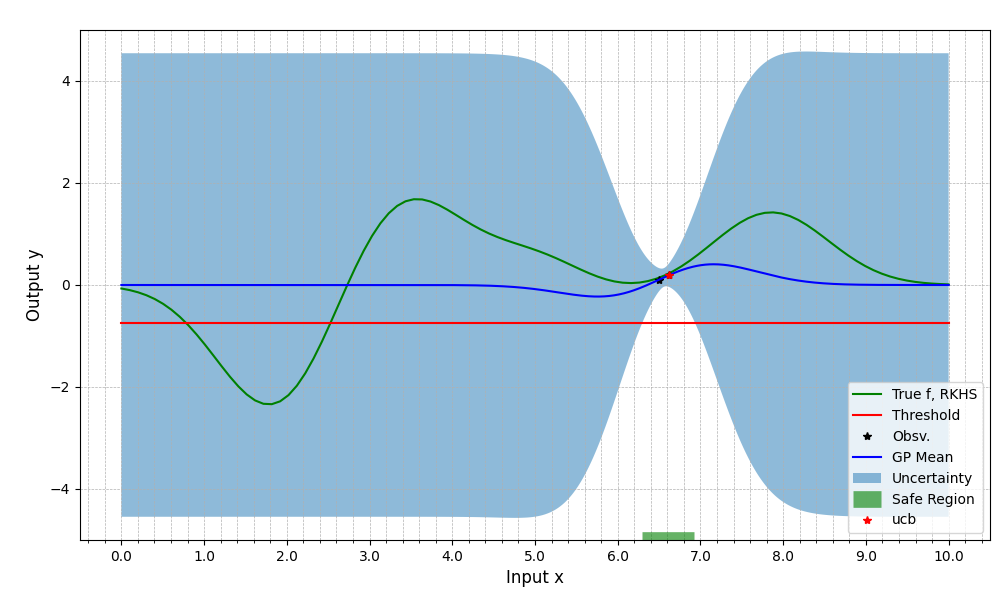 4
2
0
−2
−4
Output y
0.0 1.0 2.0 3.0 4.0 5.0 6.0 7.0 8.0 9.0 10.0
Input x
True f, RKHS
Threshold
Obsv.
GP Mean
Uncertainty
Safe Region
ucb